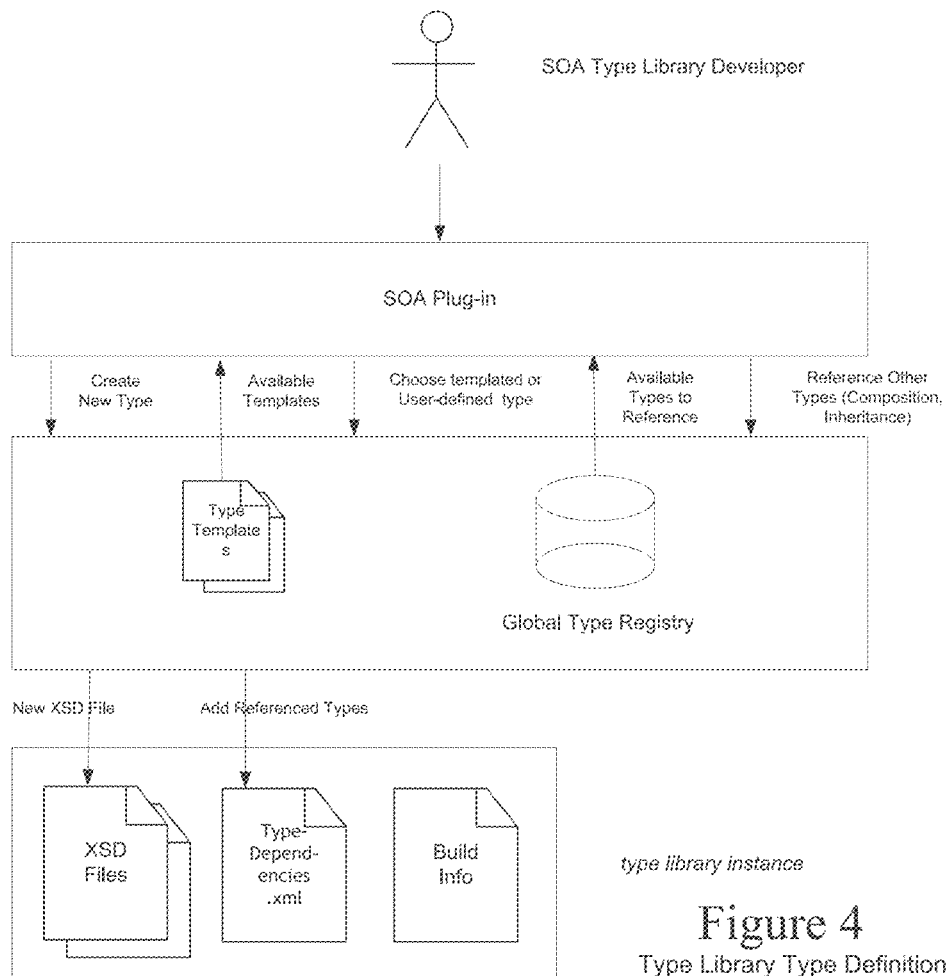 SOA Type Library Developer
SOA Plug-in
Create
New Type
Available
Templates
Choose templated or
User-defined type
Available
Types to
Reference
Reference Other
Types (Composition,
Inheritance)
Type
Template
s
Global Type Registry
New XSD File
Add Referenced Types
XSD
Files
Type-
Depend-
encies
.xml
Build
Info
type library instance
Figure 4
Type Library Type Definition